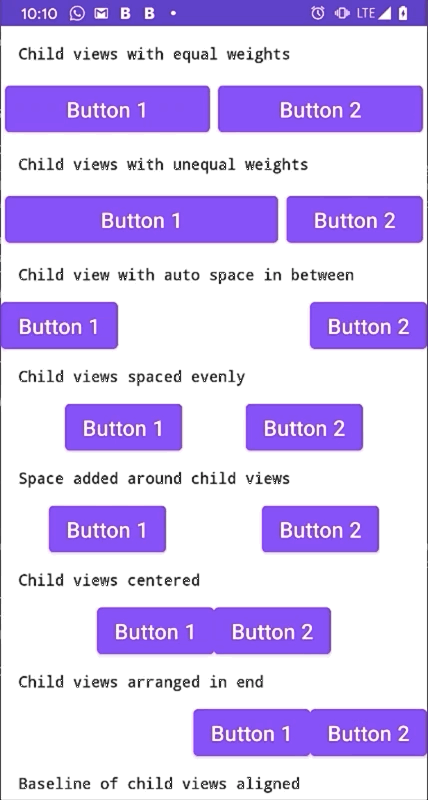 10:10 B B LTE
Child views with equal weights
Button 1 Button 2
Child views with unequal weights
Button 1 Button 2
Child view with auto space in between
Button 1 Button 2
Child views spaced evenly
Button 1 Button 2
Space added around child views
Button 1 Button 2
Child views centered
Button 1 Button 2
Child views arranged in end
Button 1 Button 2
Baseline of child views aligned